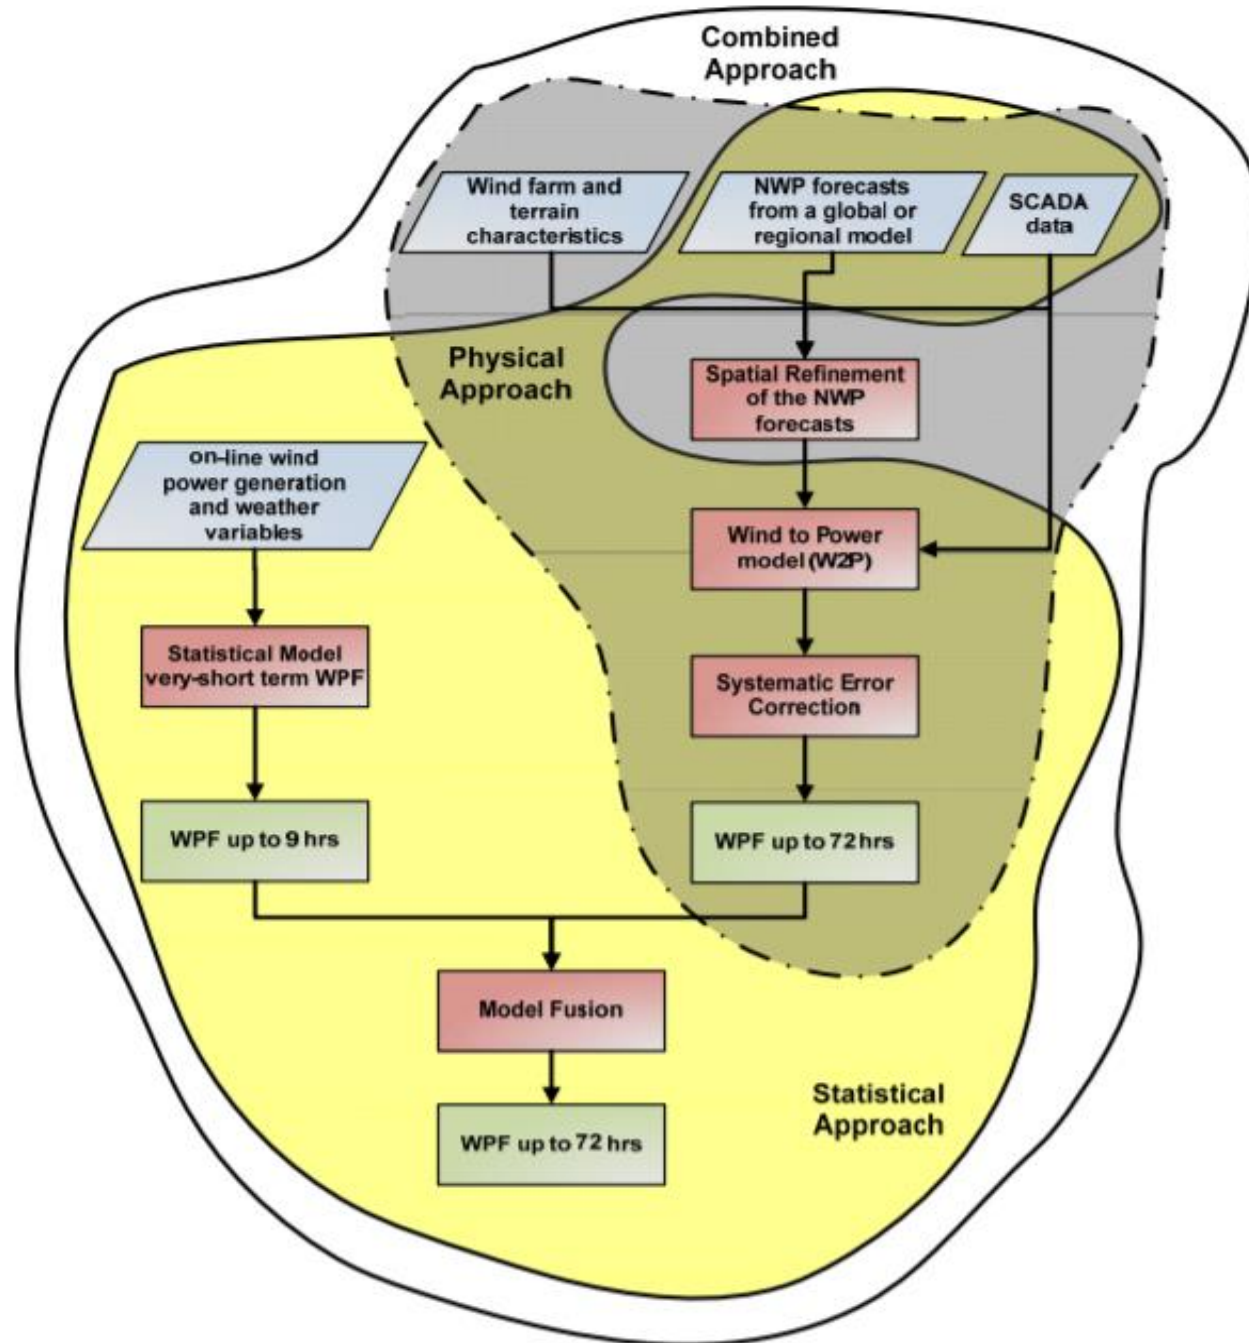 Combined
Approach
Wind farm and
terrain
characteristics
NWP forecasts
from a global or
regional model
SCADA
data
Physical
Approach
Spatial Refinement
of the NWP
forecasts
on-line wind
power generation
and weather
variables
Wind to Power
model (W2P)
Statistical Model
very-short term WPF
Systematic Error
Correction
WPF up to 9 hrs
WPF up to 72 hrs
Model Fusion
Statistical
Approach
WPF up to 72 hrs